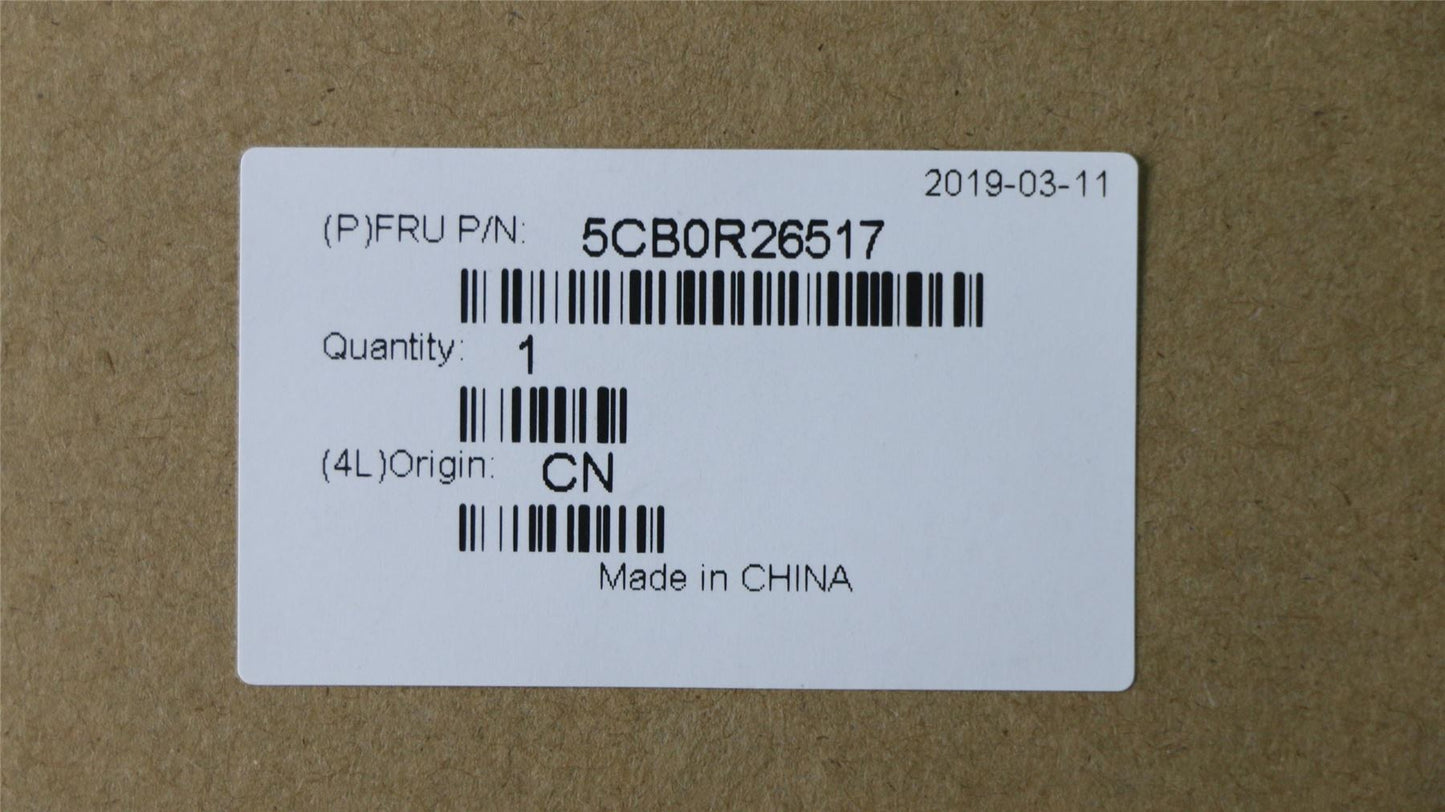 2019-03-11
(P)FRU P/N: 5CB0R26517
Quantity: 1
(4L)Origin: CN
Made in CHINA